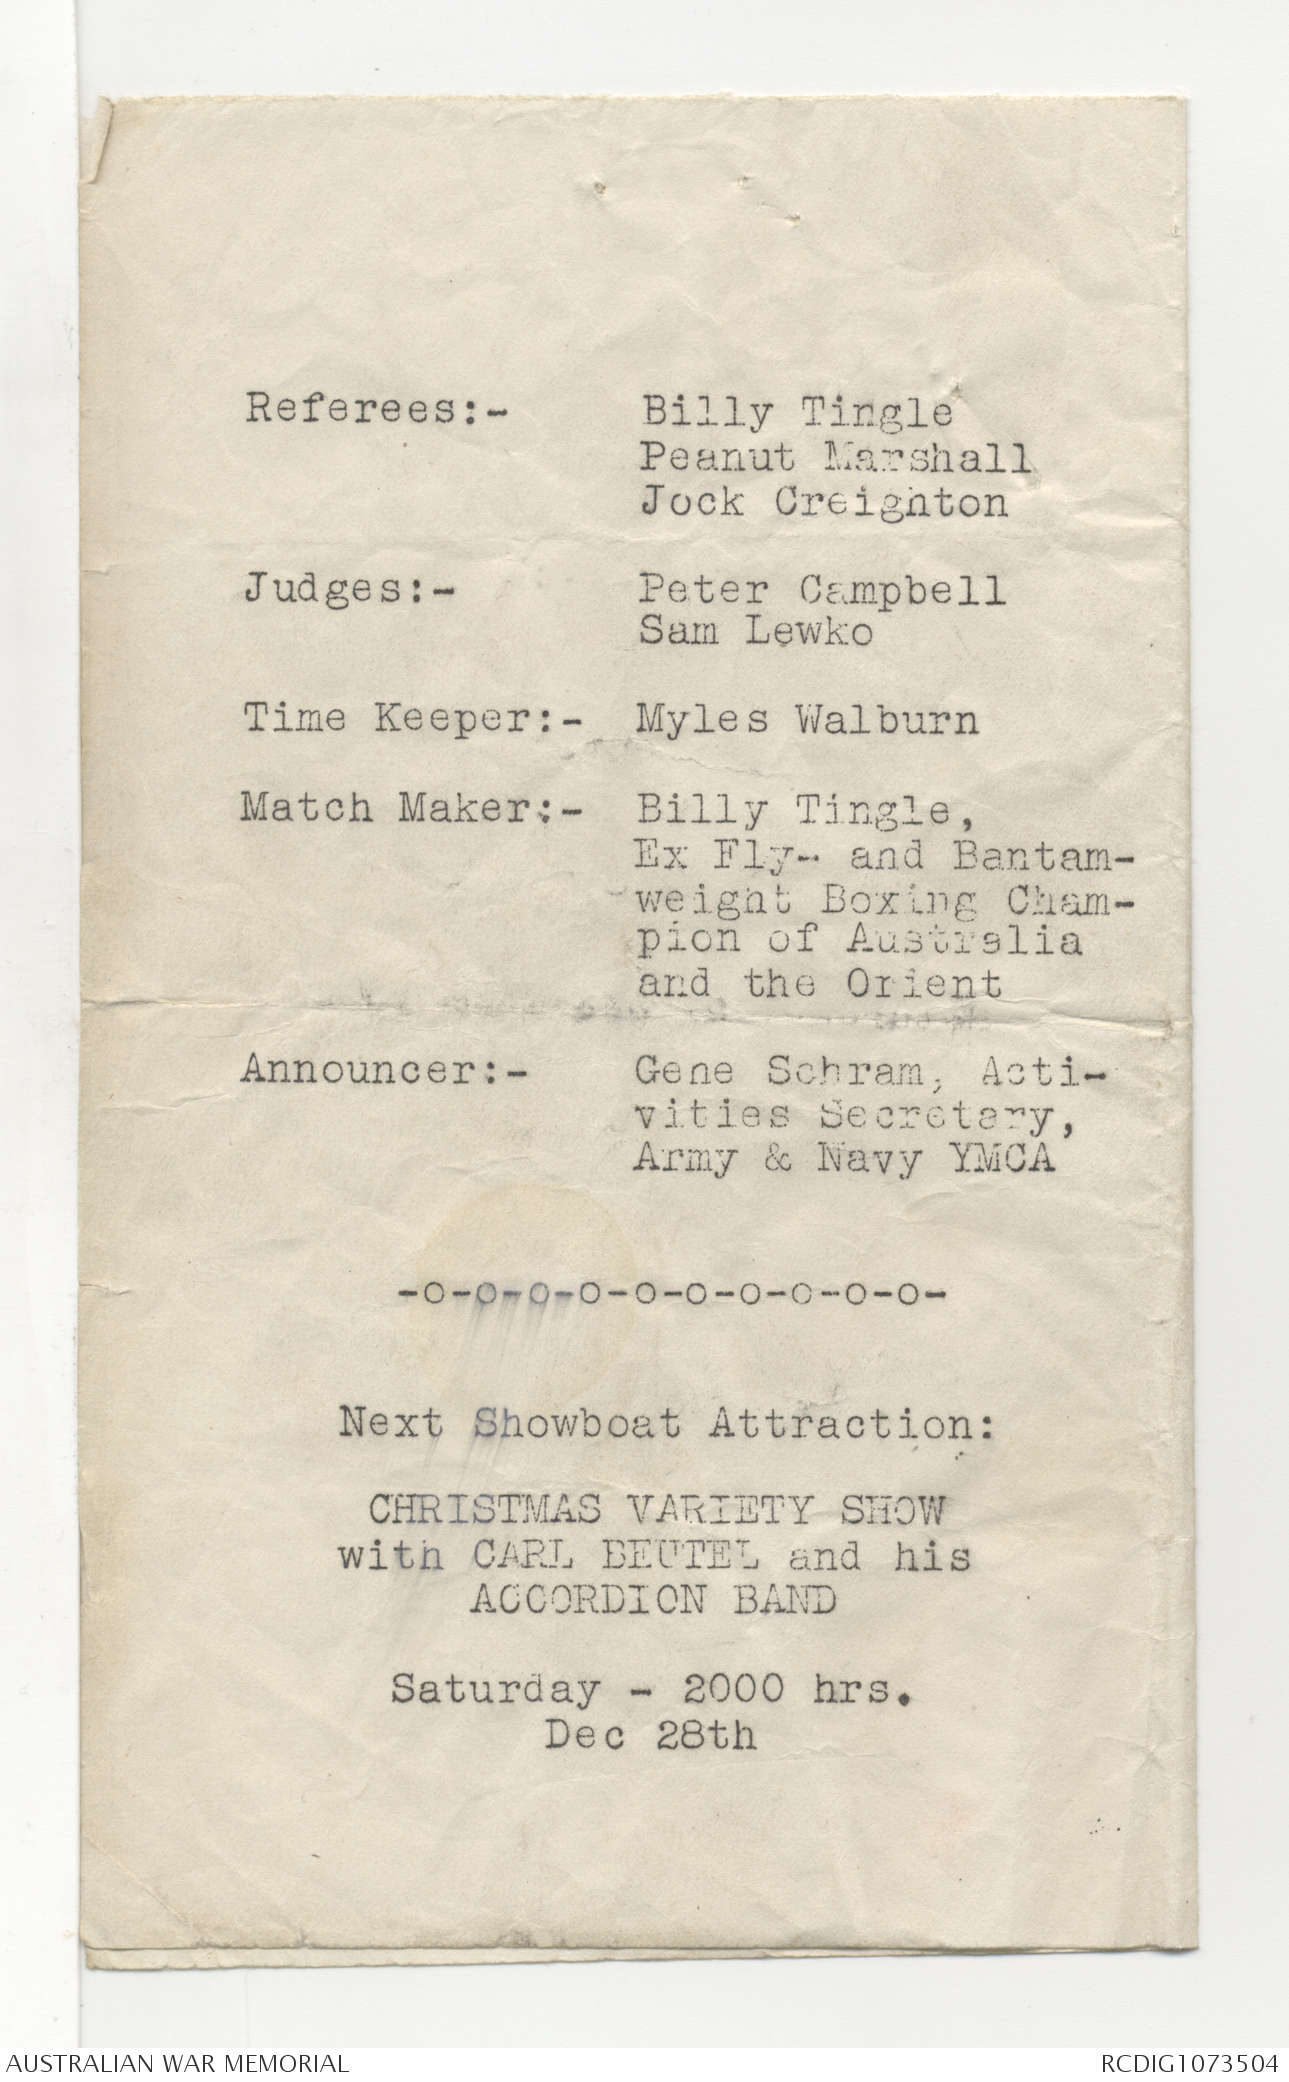 Referees:- Billy Tingle
Peanut Marshall
Jock Creighton
Judges:- Peter Campbell
Sam Lewko
Time Keeper:- Myles Walburn
Match Maker:- Billy Tingle,
Ex Fly- and Bantam-
weight Boxing Cham-
pion of Australia
and the Orient
Announcer:- Gene Schram, Acti-
vities Secretary,
Army & Navy YMCA
-o-o-o-o-o-o-o-o-o-o-
Next Showboat Attraction:
CHRISTMAS VARIETY SHOW
with CARL BEUTEL and his
ACCORDION BAND
Saturday - 2000 hrs.
Dec 28th
AUSTRALIAN WAR MEMORIAL
RCDIG1073504